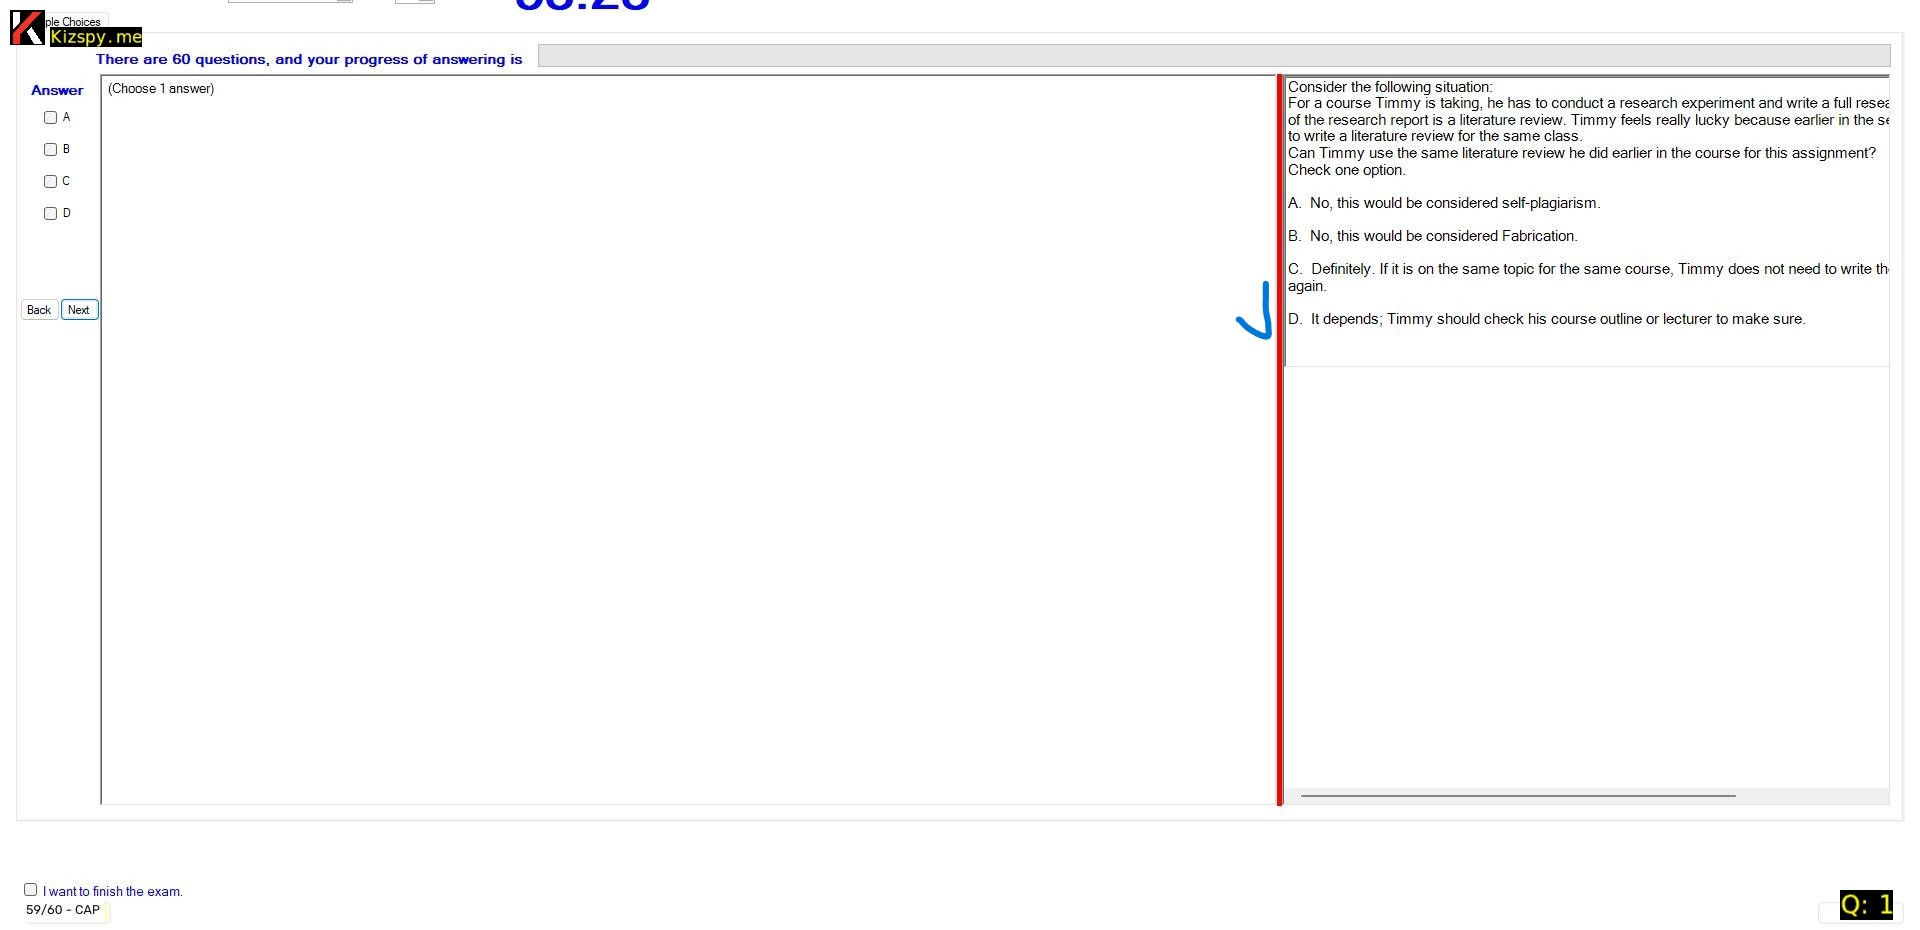 ple Choices
Kizspy.me
There are 60 questions, and your progress of answering is
Answer
(Choose 1 answer)
A
B
C
D
Back
Next
Consider the following situation:
For a course Timmy is taking, he has to conduct a research experiment and write a full resea
of the research report is a literature review. Timmy feels really lucky because earlier in the se
to write a literature review for the same class.
Can Timmy use the same literature review he did earlier in the course for this assignment?
Check one option.
A. No, this would be considered self-plagiarism.
B. No, this would be considered Fabrication.
C. Definitely. If it is on the same topic for the same course, Timmy does not need to write th
again.
D. It depends; Timmy should check his course outline or lecturer to make sure.
I want to finish the exam.
59/60 - CAP
Q: 1